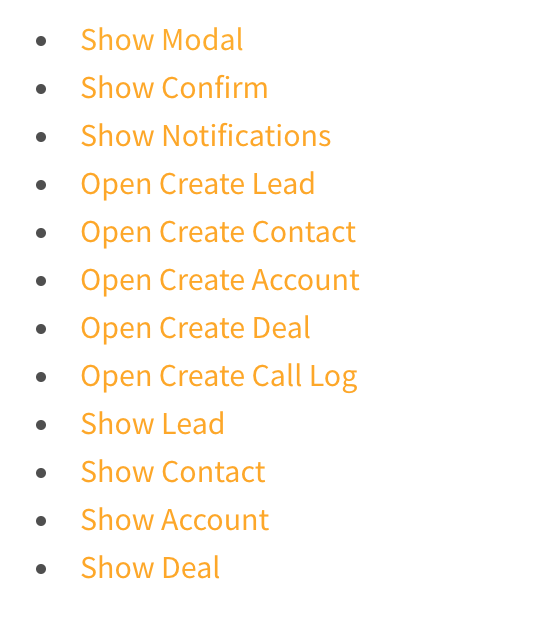 Show Modal
Show Confirm
Show Notifications
Open Create Lead
Open Create Contact
Open Create Account
Open Create Deal
Open Create Call Log
Show Lead
Show Contact
Show Account
Show Deal